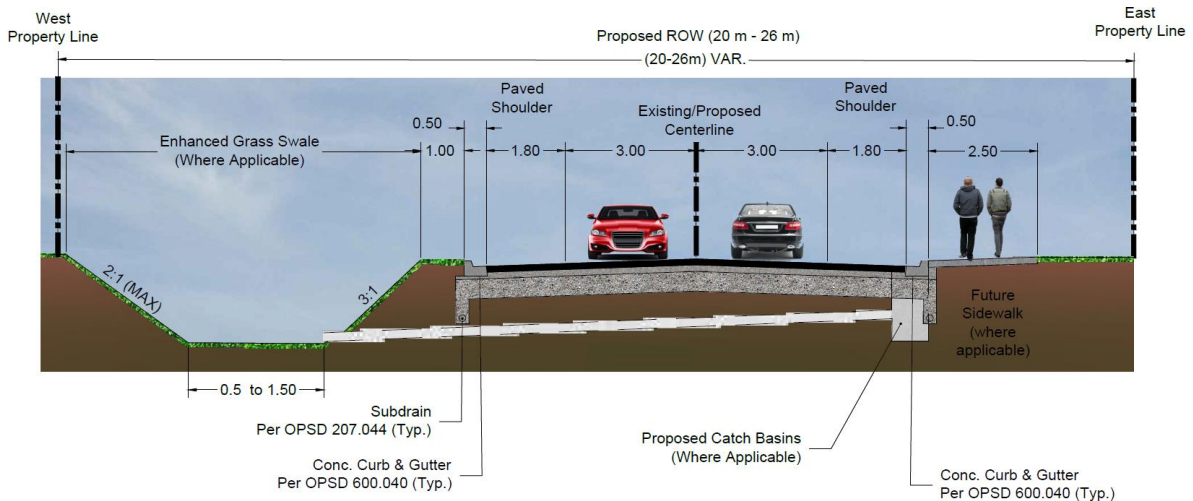 West
Property Line
East
Property Line
Proposed ROW (20 m - 26 m)
(20-26m) VAR.
Paved
Shoulder
Existing/Proposed
Centerline
Paved
Shoulder
Enhanced Grass Swale
(Where Applicable)
0.50
1.00
1.80
3.00
3.00
1.80
0.50
2.50
2:1 (MAX)
3:1
Future
Sidewalk
(where
applicable)
0.5 to 1.50
Subdrain
Per OPSD 207.044 (Typ.)
Conc. Curb & Gutter
Per OPSD 600.040 (Typ.)
Proposed Catch Basins
(Where Applicable)
Conc. Curb & Gutter
Per OPSD 600.040 (Typ.)